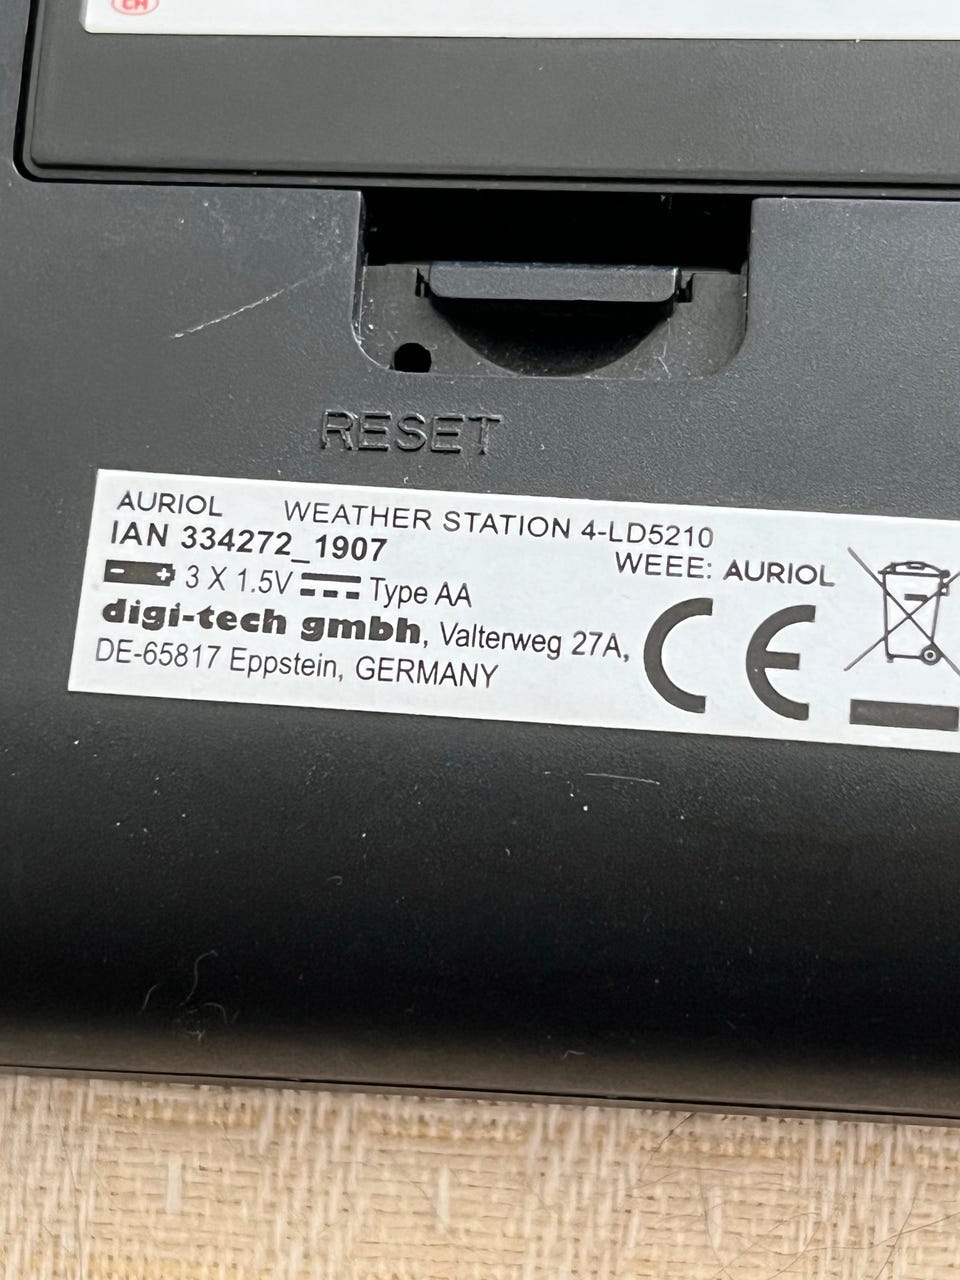 CH
RESET
AURIOL WEATHER STATION 4-LD5210
IAN 334272_1907
WEEE: AURIOL
- + 3 X 1.5V Type AA
digi-tech gmbh, Valterweg 27A,
DE-65817 Eppstein, GERMANY
CE